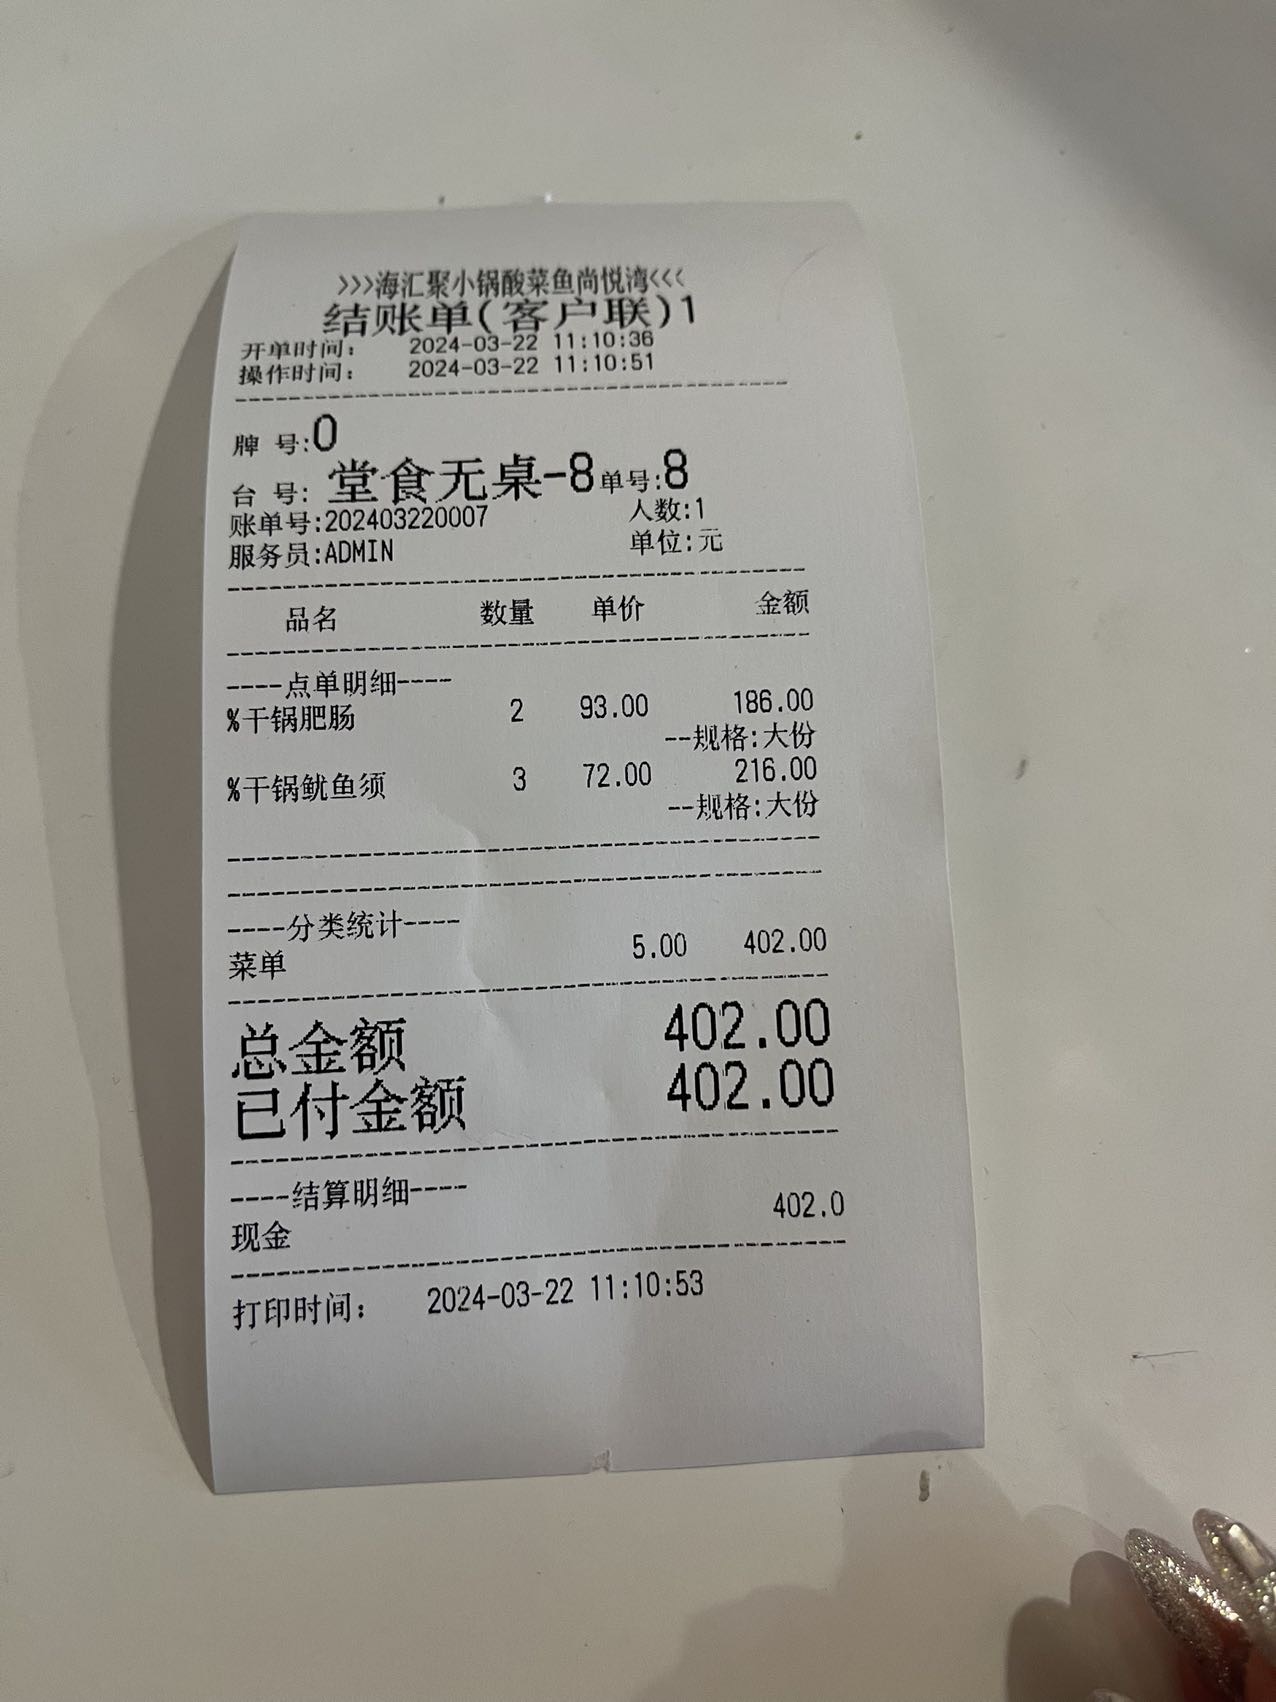 >>>海汇聚小锅酸菜鱼尚悦湾<<<
结账单(客户联)1
开单时间： 2024-03-22 11:10:36
操作时间： 2024-03-22 11:10:51
牌 号:0
台 号: 堂食无桌-8 单号:8
账单号:202403220007 人数:1
服务员:ADMIN 单位:元
品名 数量 单价 金额
----点单明细----
%干锅肥肠 2 93.00 186.00
--规格:大份
%干锅鱿鱼须 3 72.00 216.00
--规格:大份
----分类统计----
菜单 5.00 402.00
总金额 402.00
已付金额 402.00
----结算明细----
现金 402.0
打印时间： 2024-03-22 11:10:53